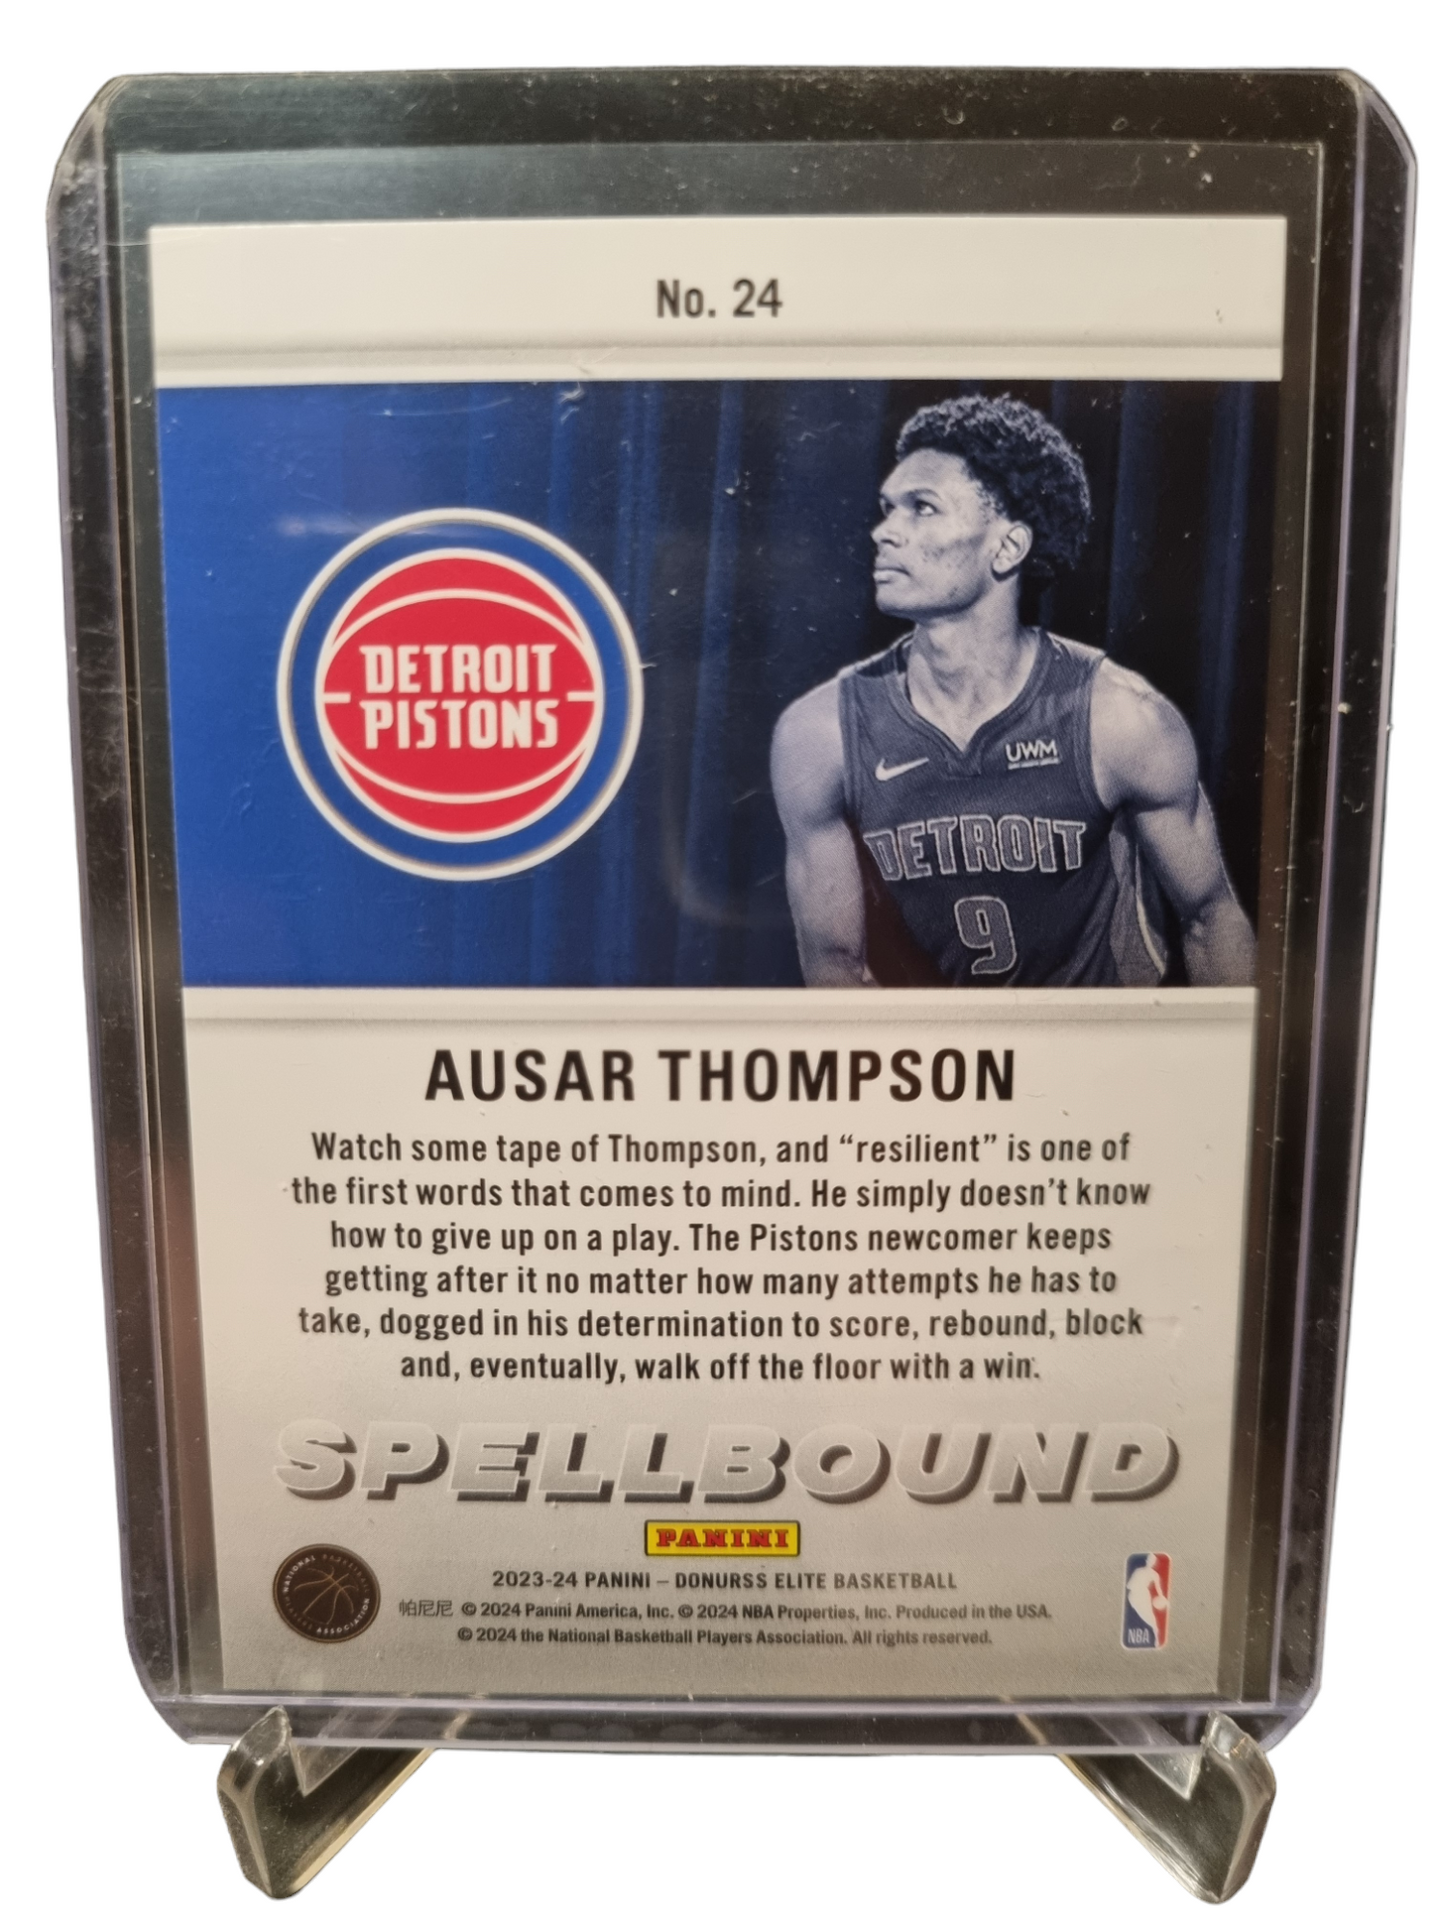 No. 24
DETROIT
PISTONS
UWM
DETROIT
9
AUSAR THOMPSON
Watch some tape of Thompson, and “resilient” is one of
the first words that comes to mind. He simply doesn’t know
how to give up on a play. The Pistons newcomer keeps
getting after it no matter how many attempts he has to
take, dogged in his determination to score, rebound, block
and, eventually, walk off the floor with a win.
SPELLBOUND
PANINI
NATIONAL BASKETBALL
PLAYERS ASSOCIATION
2023-24 PANINI – DONURSS ELITE BASKETBALL
帕尼尼 © 2024 Panini America, Inc. © 2024 NBA Properties, Inc. Produced in the USA.
© 2024 the National Basketball Players Association. All rights reserved.
NBA